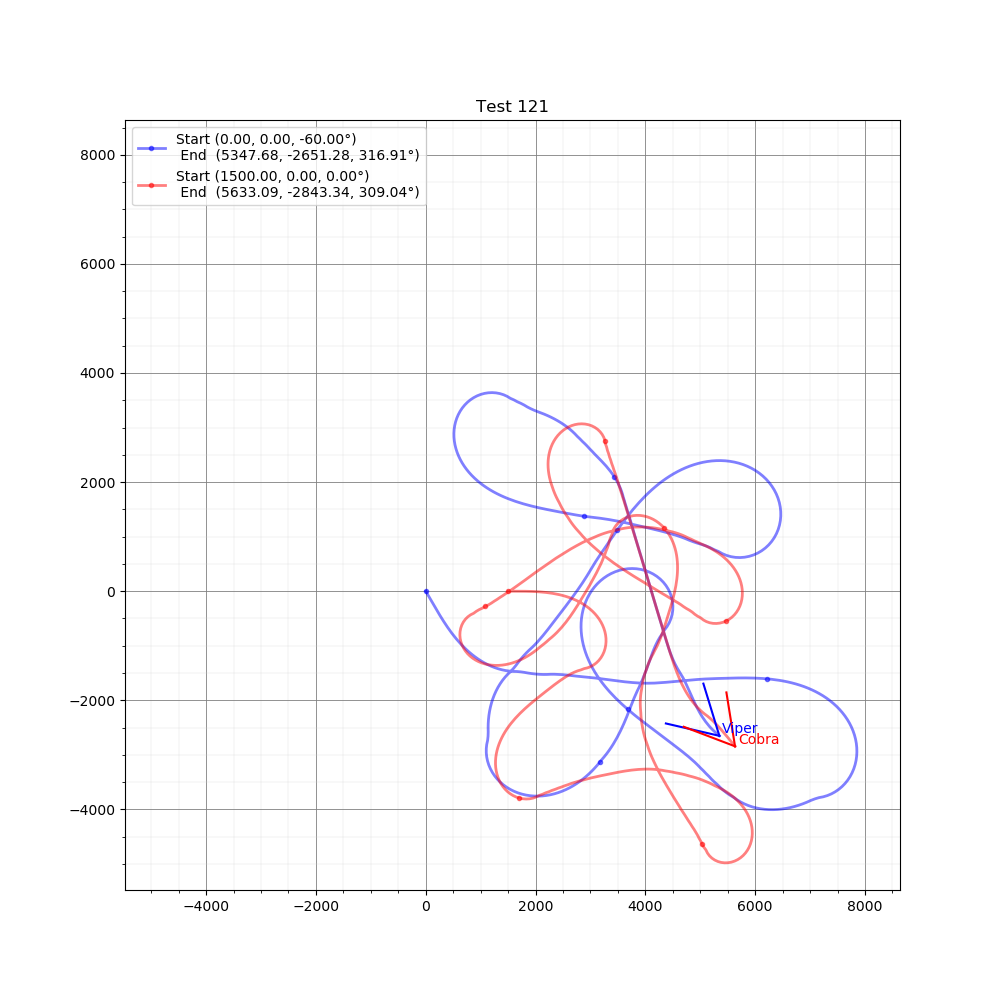 Test 121
Start (0.00, 0.00, -60.00°)
End (5347.68, -2651.28, 316.91°)
Start (1500.00, 0.00, 0.00°)
End (5633.09, -2843.34, 309.04°)
8000
6000
4000
2000
0
−2000
−4000
Viper
Cobra
−4000 −2000 0 2000 4000 6000 8000